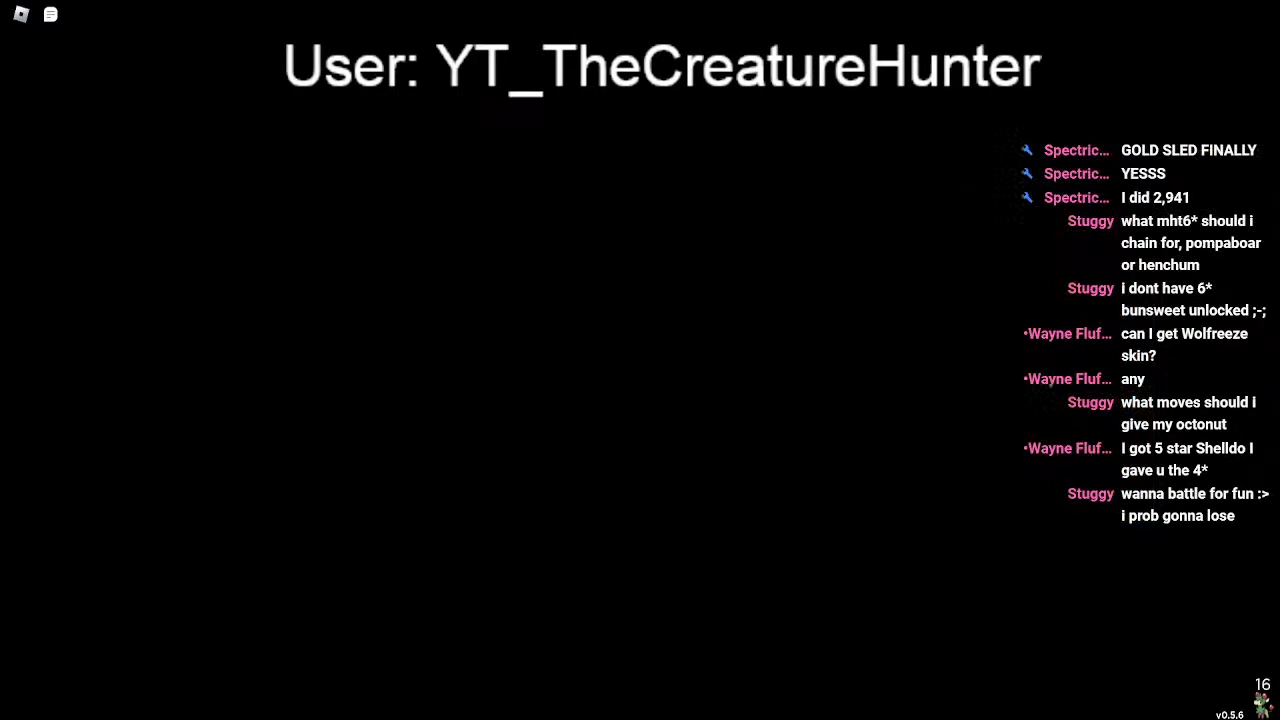 User: YT_TheCreatureHunter
Spectric... GOLD SLED FINALLY
Spectric... YESSS
Spectric... I did 2,941
Stuggy what mht6* should i
chain for, pompaboar
or henchum
Stuggy i dont have 6*
bunsweet unlocked ;-;
•Wayne Fluf... can I get Wolfreeze
skin?
•Wayne Fluf... any
Stuggy what moves should i
give my octonut
•Wayne Fluf... I got 5 star Shelldo I
gave u the 4*
Stuggy wanna battle for fun :>
i prob gonna lose
16
v0.5.6